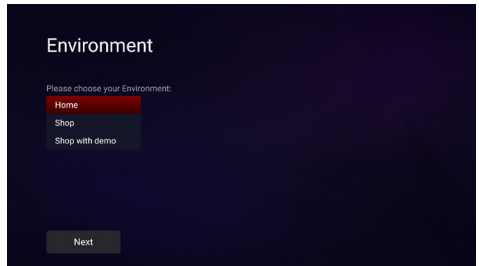 Environment
Please choose your Environment:
Home
Shop
Shop with demo
Next